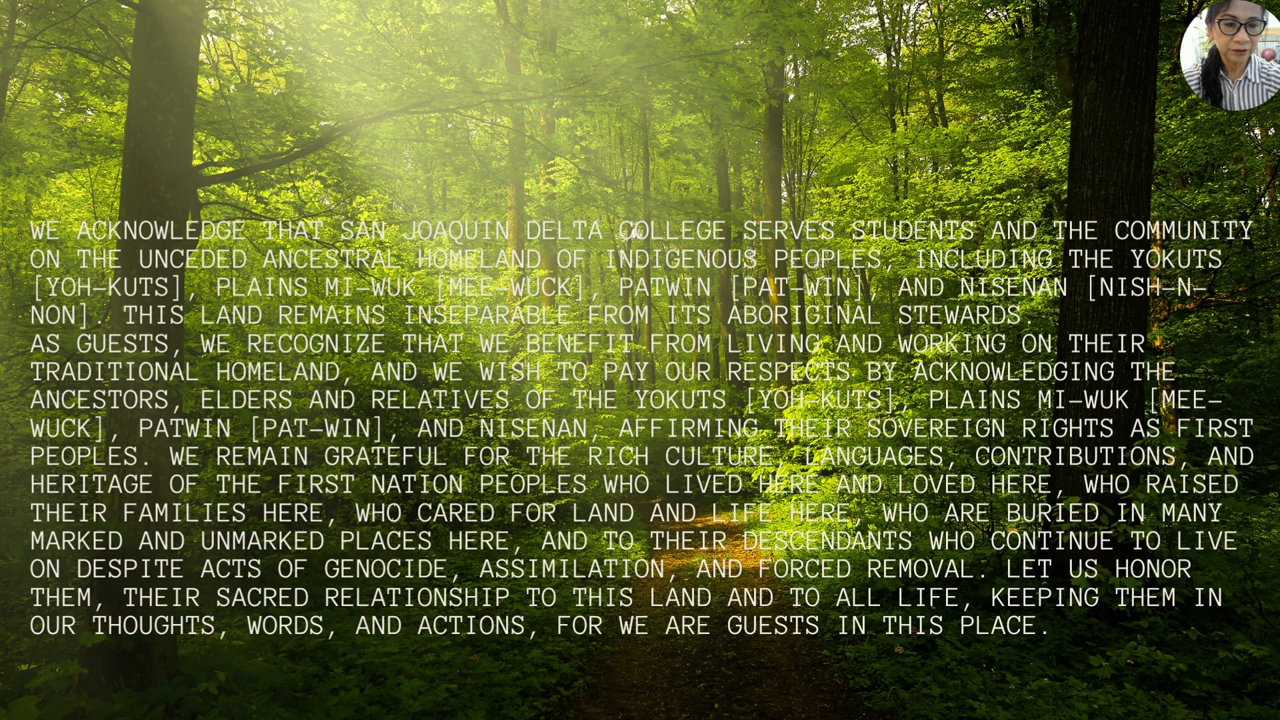 WE ACKNOWLEDGE THAT SAN JOAQUIN DELTA COLLEGE SERVES STUDENTS AND THE COMMUNITY
ON THE UNCEDED ANCESTRAL HOMELAND OF INDIGENOUS PEOPLES, INCLUDING THE YOKUTS
[YOH-KUTS], PLAINS MI-WUK [MEE-WUCK], PATWIN [PAT-WIN], AND NISENAN [NISH-N-
NON]. THIS LAND REMAINS INSEPARABLE FROM ITS ABORIGINAL STEWARDS.
AS GUESTS, WE RECOGNIZE THAT WE BENEFIT FROM LIVING AND WORKING ON THEIR
TRADITIONAL HOMELAND, AND WE WISH TO PAY OUR RESPECTS BY ACKNOWLEDGING THE
ANCESTORS, ELDERS AND RELATIVES OF THE YOKUTS [YOH-KUTS], PLAINS MI-WUK [MEE-
WUCK], PATWIN [PAT-WIN], AND NISENAN, AFFIRMING THEIR SOVEREIGN RIGHTS AS FIRST
PEOPLES. WE REMAIN GRATEFUL FOR THE RICH CULTURE, LANGUAGES, CONTRIBUTIONS, AND
HERITAGE OF THE FIRST NATION PEOPLES WHO LIVED HERE AND LOVED HERE, WHO RAISED
THEIR FAMILIES HERE, WHO CARED FOR LAND AND LIFE HERE, WHO ARE BURIED IN MANY
MARKED AND UNMARKED PLACES HERE, AND TO THEIR DESCENDANTS WHO CONTINUE TO LIVE
ON DESPITE ACTS OF GENOCIDE, ASSIMILATION, AND FORCED REMOVAL. LET US HONOR
THEM, THEIR SACRED RELATIONSHIP TO THIS LAND AND TO ALL LIFE, KEEPING THEM IN
OUR THOUGHTS, WORDS, AND ACTIONS, FOR WE ARE GUESTS IN THIS PLACE.